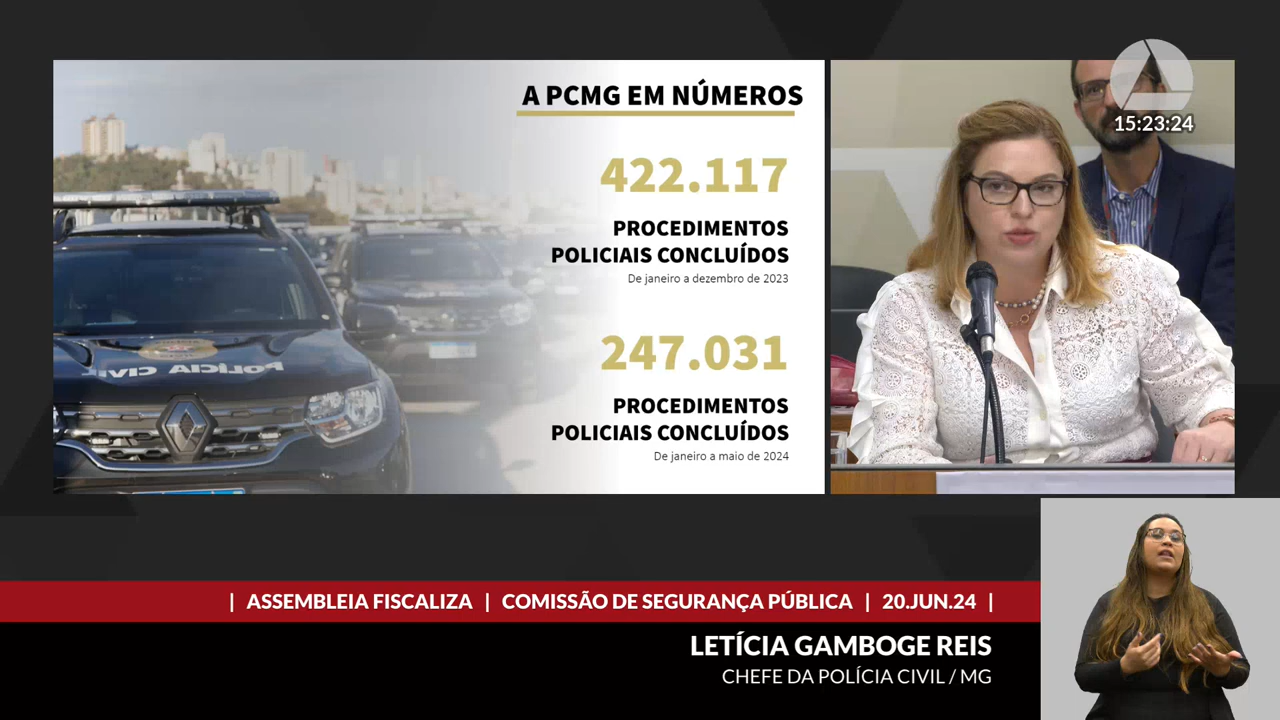 A PCMG EM NÚMEROS
422.117
PROCEDIMENTOS
POLICIAIS CONCLUÍDOS
De janeiro a dezembro de 2023
247.031
PROCEDIMENTOS
POLICIAIS CONCLUÍDOS
De janeiro a maio de 2024
POLÍCIA CIVIL
15:23:24
| ASSEMBLEIA FISCALIZA | COMISSÃO DE SEGURANÇA PÚBLICA | 20.JUN.24 |
LETÍCIA GAMBOGE REIS
CHEFE DA POLÍCIA CIVIL / MG